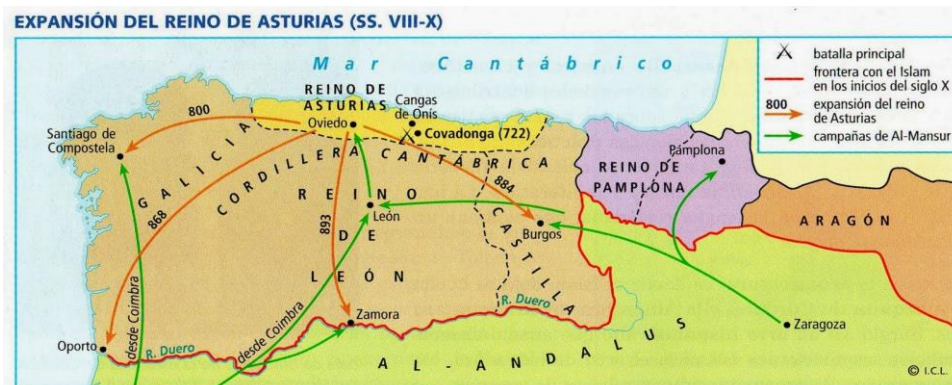 EXPANSIÓN DEL REINO DE ASTURIAS (SS. VIII-X)
Mar Cantábrico
batalla principal
frontera con el Islam
en los inicios del siglo X
800 expansión del reino
de Asturias
campañas de Al-Mansur
REINO DE
ASTURIAS
Cangas
de Onís
Oviedo
Covadonga (722)
800
Santiago de
Compostela
GALICIA
CORDILLERA CANTÁBRICA
868
893
884
REINO
DE
LEÓN
León
CASTILLA
Burgos
Pamplona
REINO DE
PAMPLONA
ARAGÓN
desde Coimbra
desde Coimbra
R. Duero
R. Duero
Zamora
Oporto
Zaragoza
AL-ANDALUS
© I.C.L.